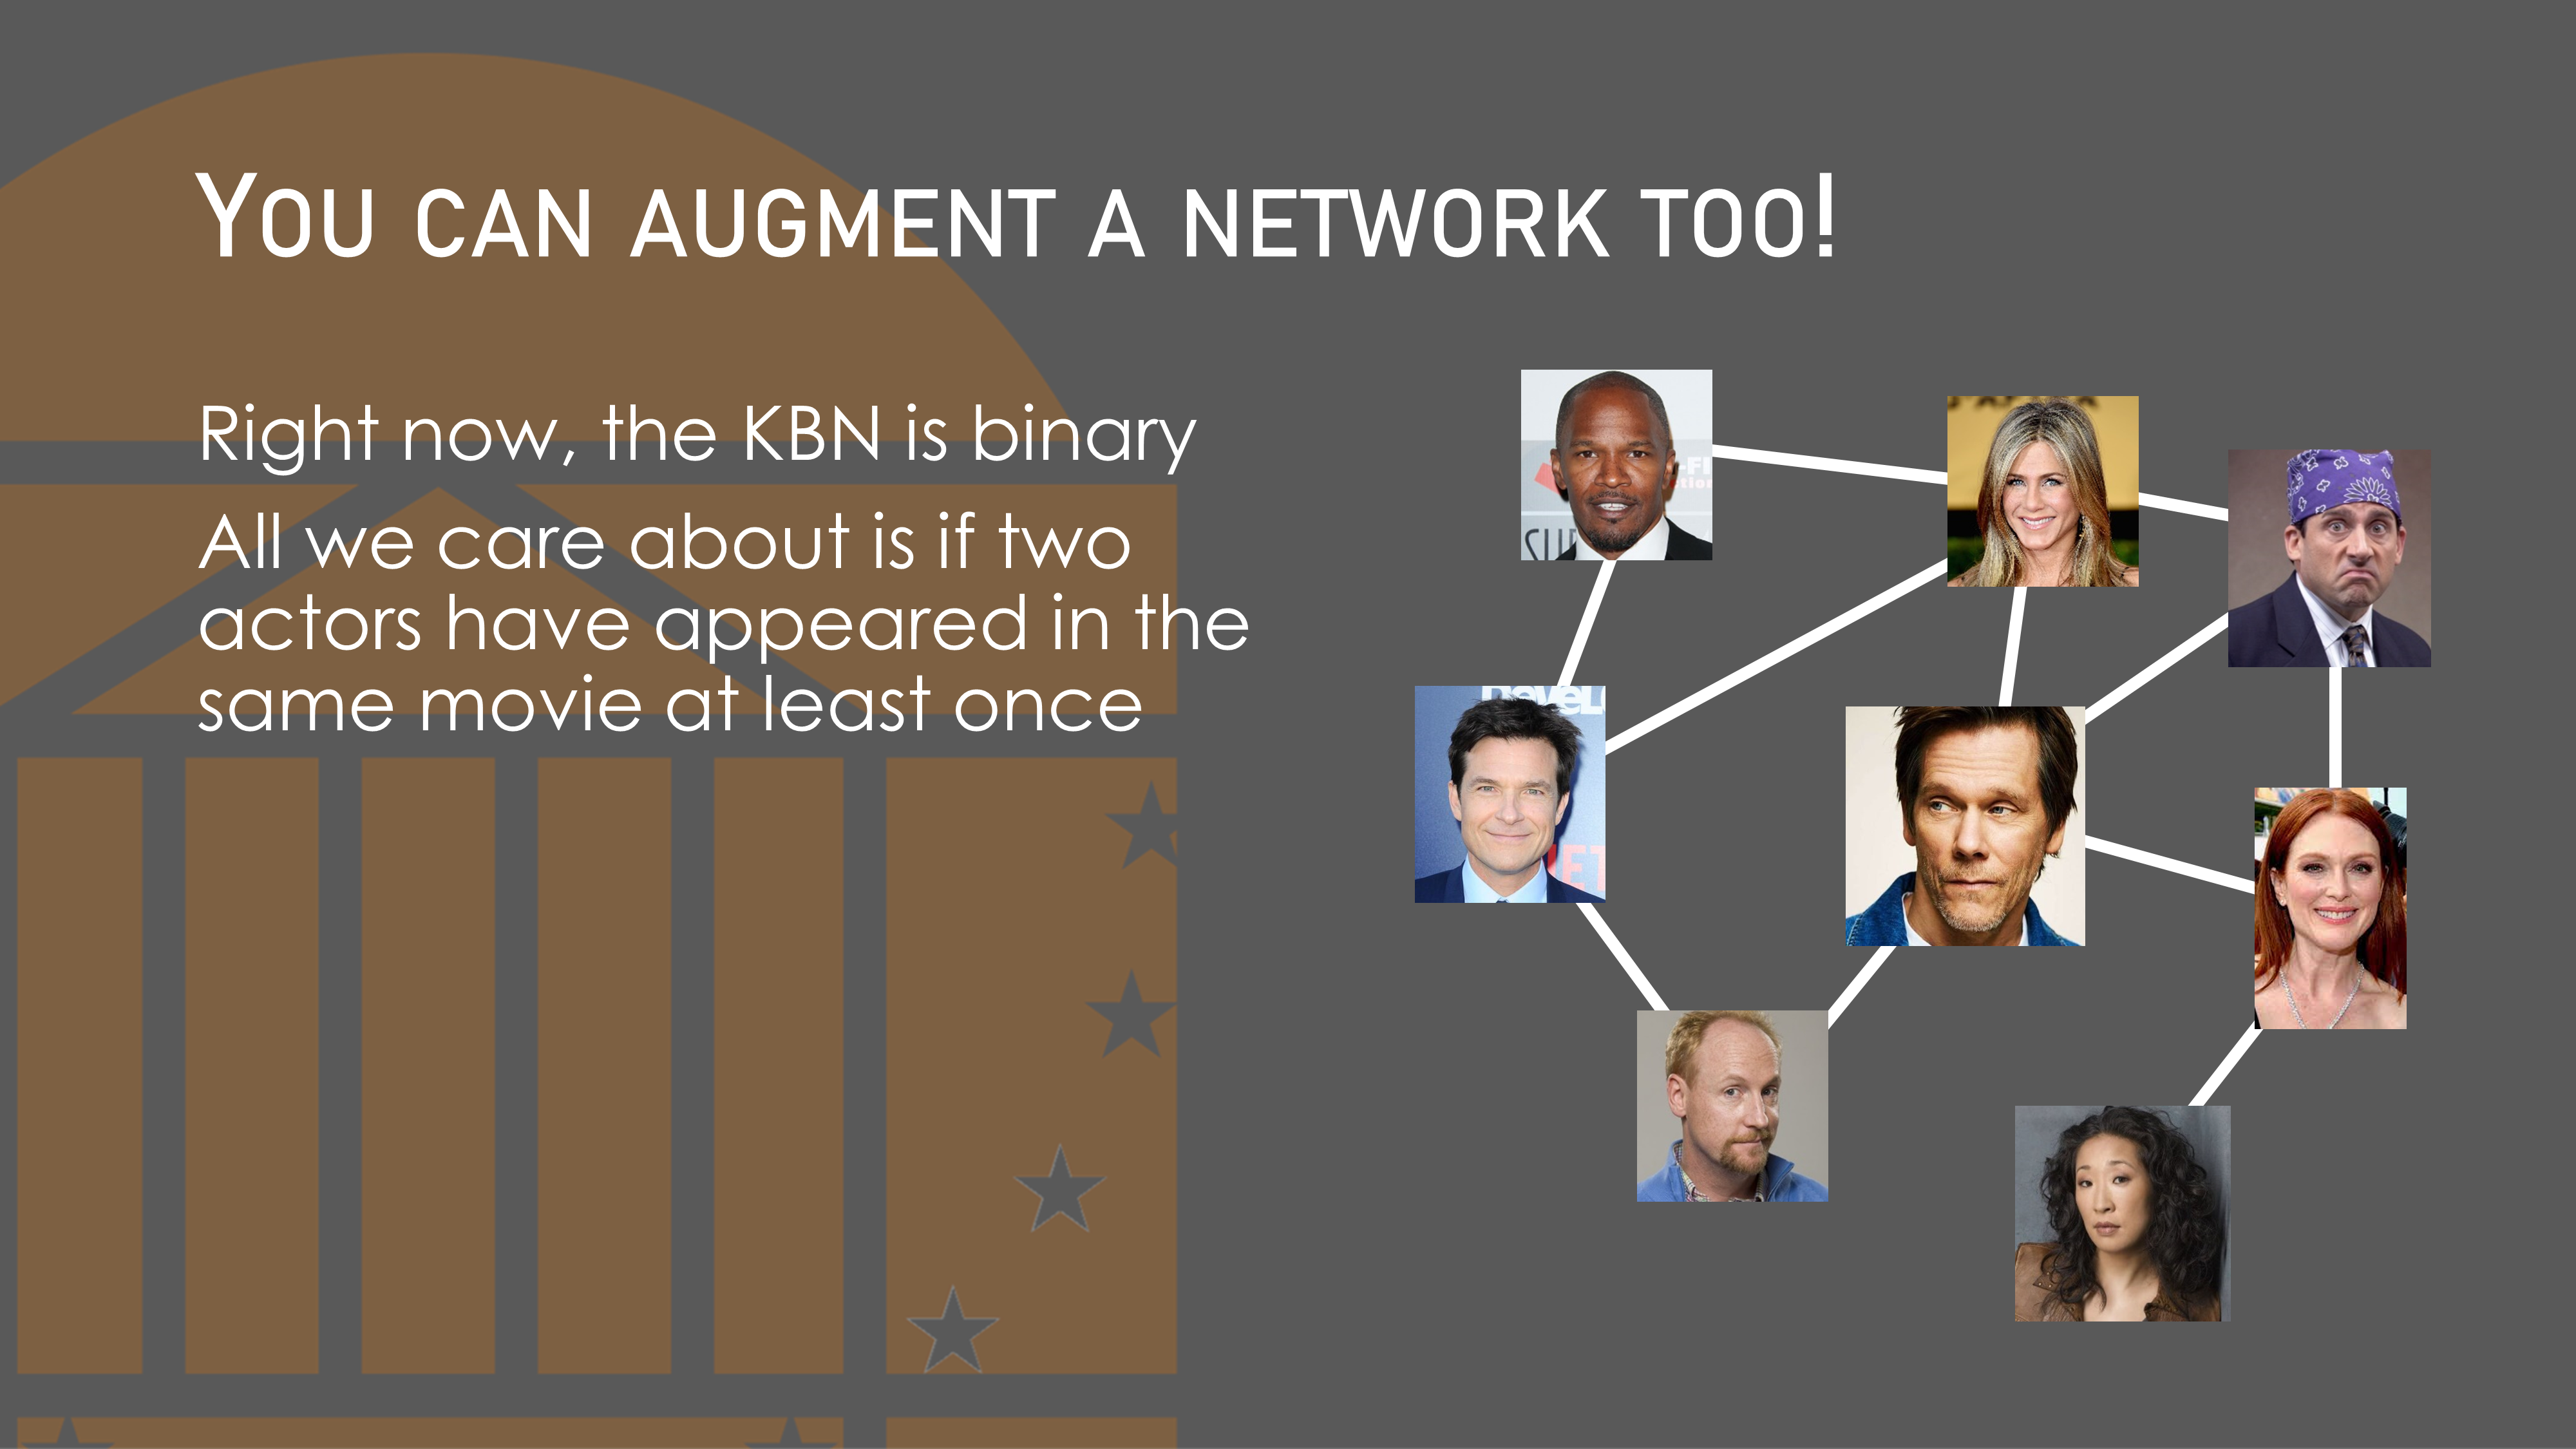 You can augment a network too!
Right now, the KBN is binary
All we care about is if two
actors have appeared in the
same movie at least once